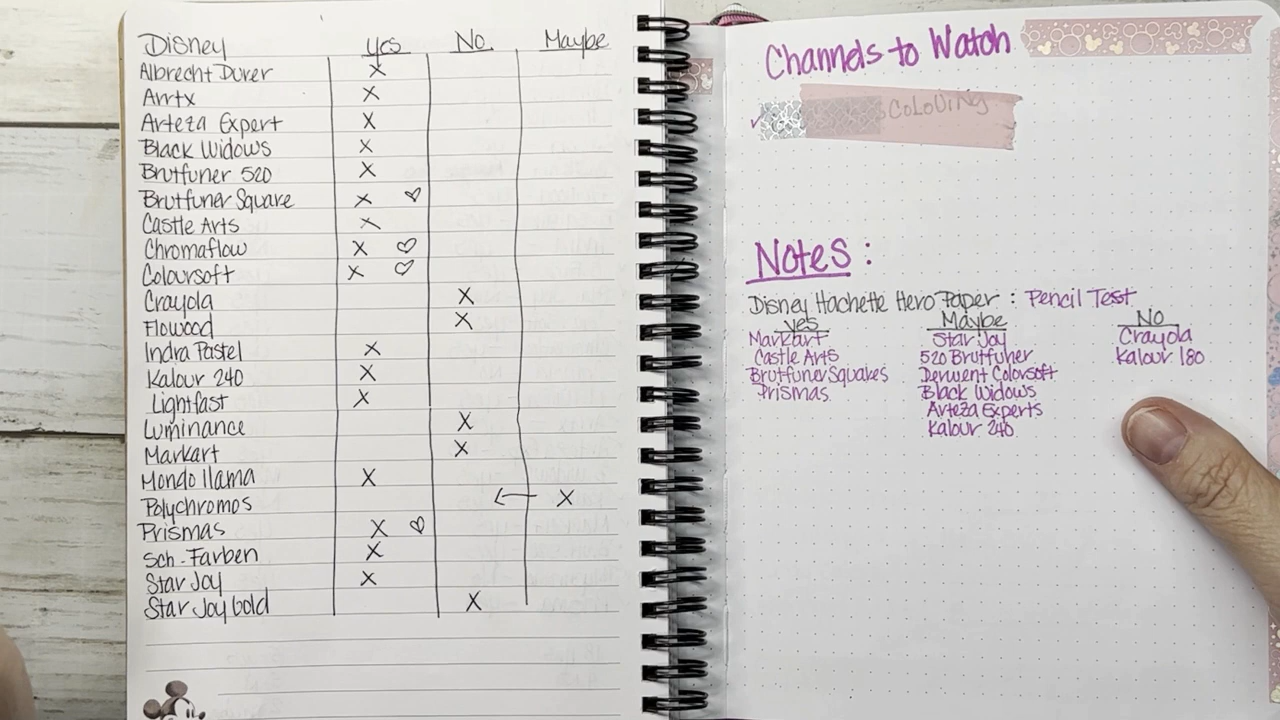 Disney yes No. Maybe
Albrecht Durer X
Arrtx X
Arteza Expert X
Black Widows X
Brutfuner 520 X
Brutfuner Square X ♡
Castle Arts X
Chromaflow X ♡
Coloursoft X ♡
Crayola X
Flowood X
Indra Pastel X
Kalour 240 X
Lightfast X
Luminance X
Markart X
Mondo llama X
Polychromos ← X
Prismas X ♡
Sch-Farben X
Star Joy X
Star Joy Gold X
Channels to Watch
✓ Colouring
Notes:
Disney Hachette Hero Paper : Pencil Test
yes Maybe No
Markart Star Joy Crayola
Castle Arts 520 Brutfuner Kalour 180
Brutfuner Squares Derwent Colorsoft
Prismas Black Widows
Arteza Experts
Kalour 240